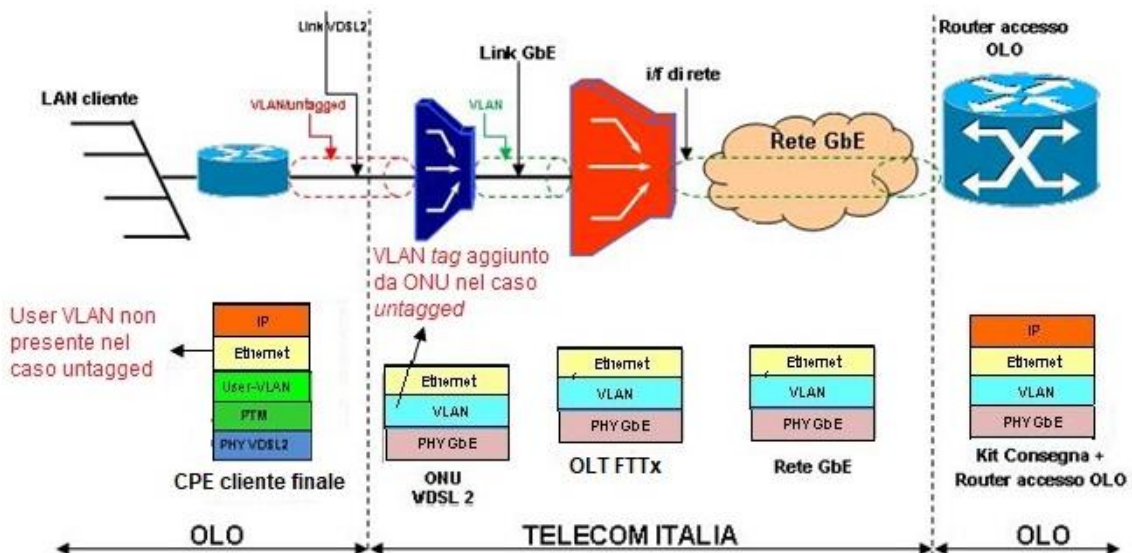 Link VDSL2
Router accesso
OLO
Link GbE
i/f di rete
LAN cliente
VLAN/untagged
VLAN
Rete GbE
VLAN tag aggiunto
da ONU nel caso
untagged
User VLAN non
presente nel
caso untagged
IP
Ethernet
User-VLAN
PTM
PHY VDSL2
CPE cliente finale
Ethernet
VLAN
PHY GbE
ONU
VDSL 2
Ethernet
VLAN
PHY GbE
OLT FTTx
Ethernet
VLAN
PHY GbE
Rete GbE
IP
Ethernet
VLAN
PHY GbE
Kit Consegna +
Router accesso OLO
OLO
TELECOM ITALIA
OLO